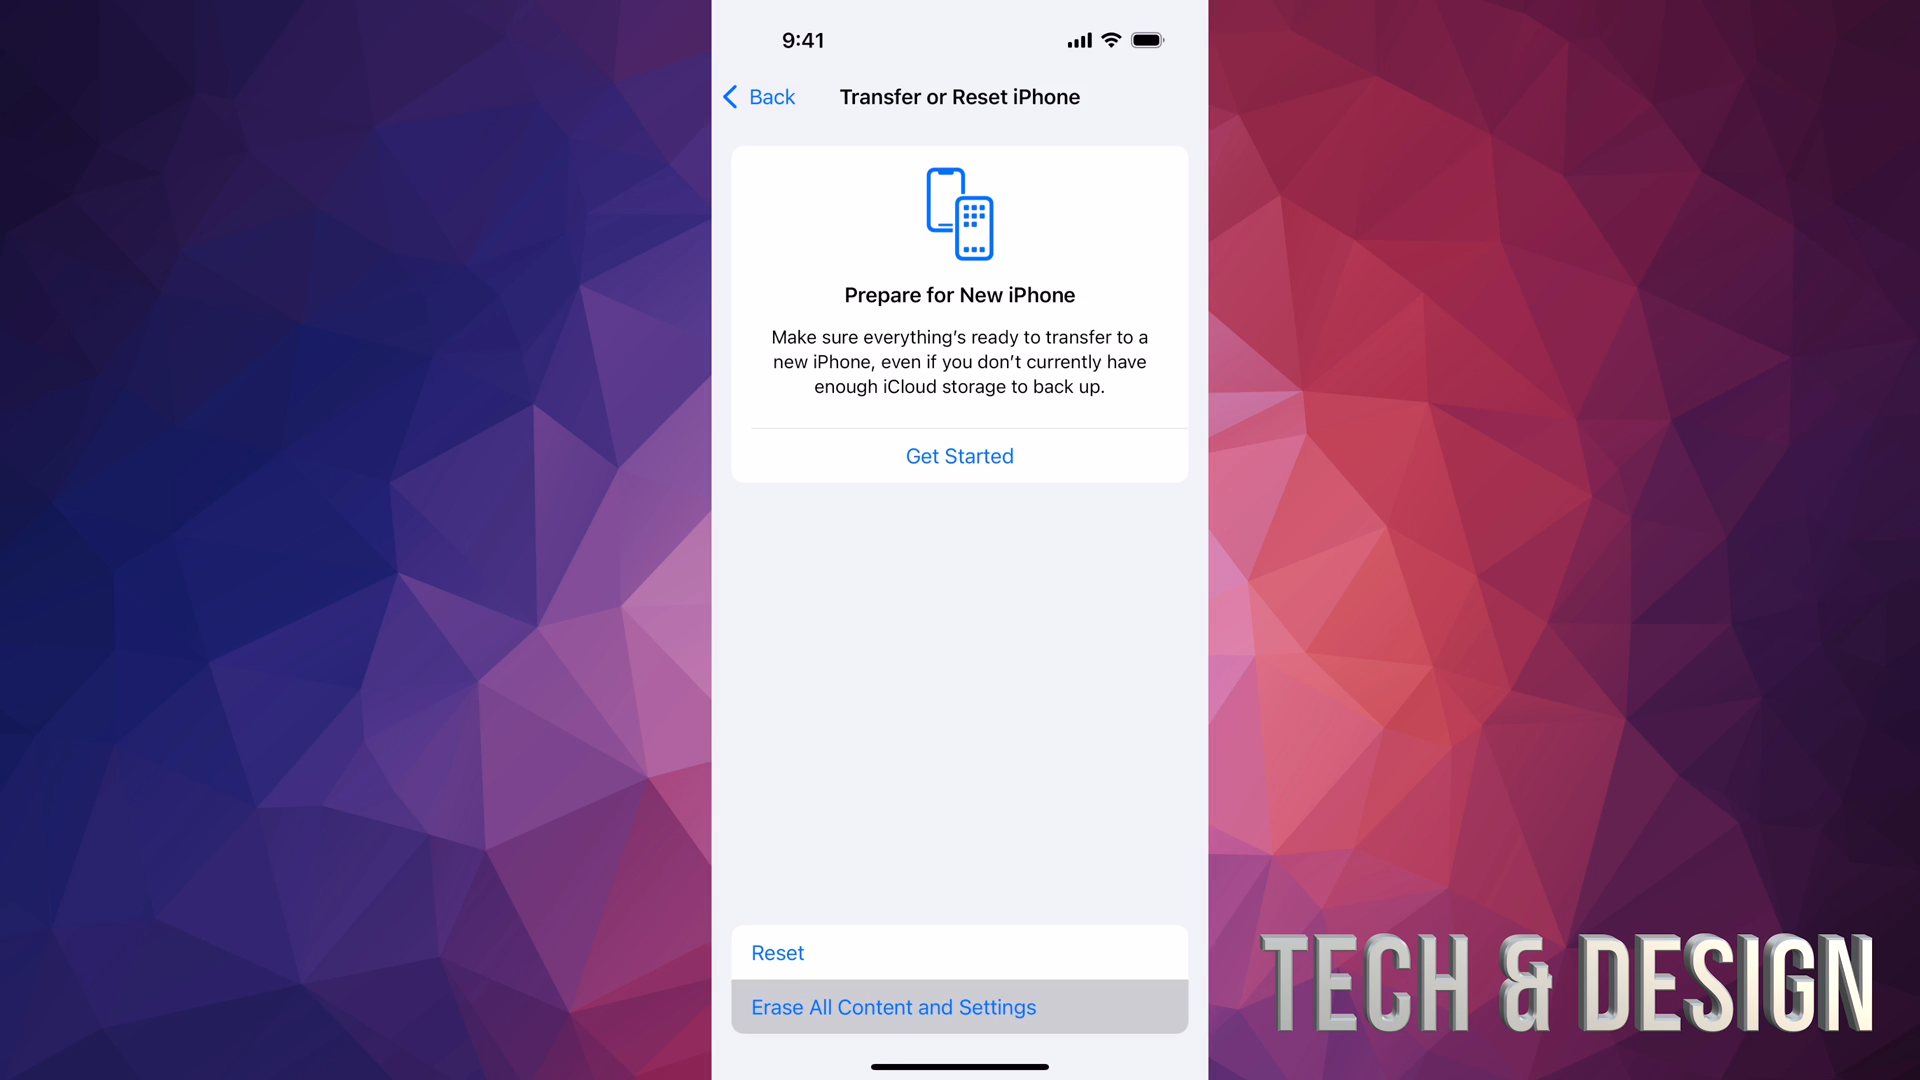 9:41
Back
Transfer or Reset iPhone
Prepare for New iPhone
Make sure everything's ready to transfer to a
new iPhone, even if you don't currently have
enough iCloud storage to back up.
Get Started
Reset
Erase All Content and Settings
TECH & DESIGN